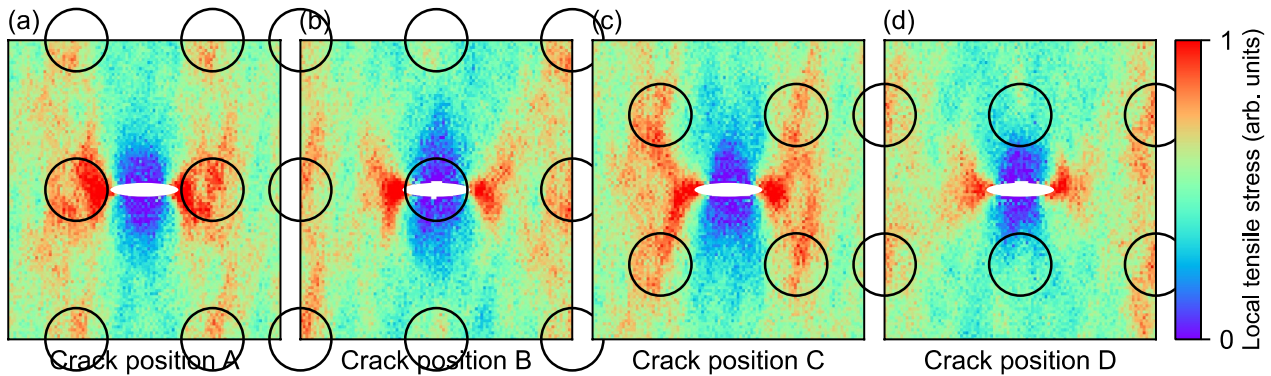 (a)
(b)
(c)
(d)
Crack position A
Crack position B
Crack position C
Crack position D
1
0
Local tensile stress (arb. units)